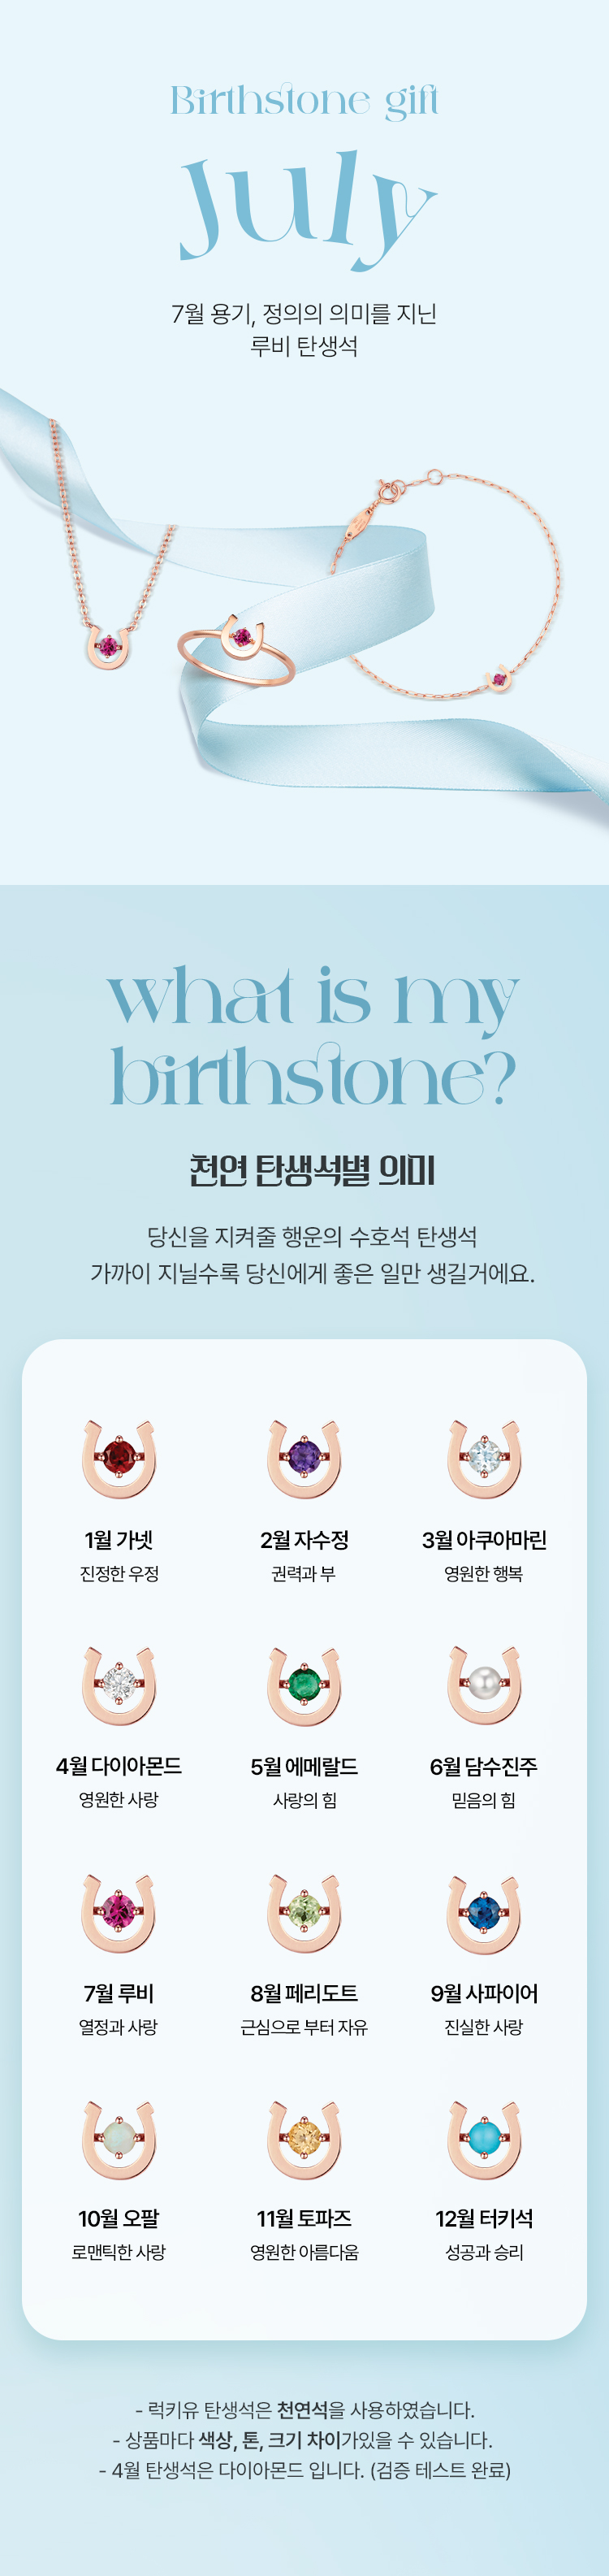 Birthstone gift
July
7월 용기, 정의의 의미를 지닌
루비 탄생석
what is my
birthstone?
천연 탄생석별 의미
당신을 지켜줄 행운의 수호석 탄생석
가까이 지닐수록 당신에게 좋은 일만 생길거에요.
1월 가넷
2월 자수정
3월 아쿠아마린
진정한 우정
권력과 부
영원한 행복
4월 다이아몬드
5월 에메랄드
6월 담수진주
영원한 사랑
사랑의 힘
믿음의 힘
7월 루비
8월 페리도트
9월 사파이어
열정과 사랑
근심으로 부터 자유
진실한 사랑
10월 오팔
11월 토파즈
12월 터키석
로맨틱한 사랑
영원한 아름다움
성공과 승리
- 럭키유 탄생석은 천연석을 사용하였습니다.
- 상품마다 색상, 톤, 크기 차이가있을 수 있습니다.
- 4월 탄생석은 다이아몬드 입니다. (검증 테스트 완료)